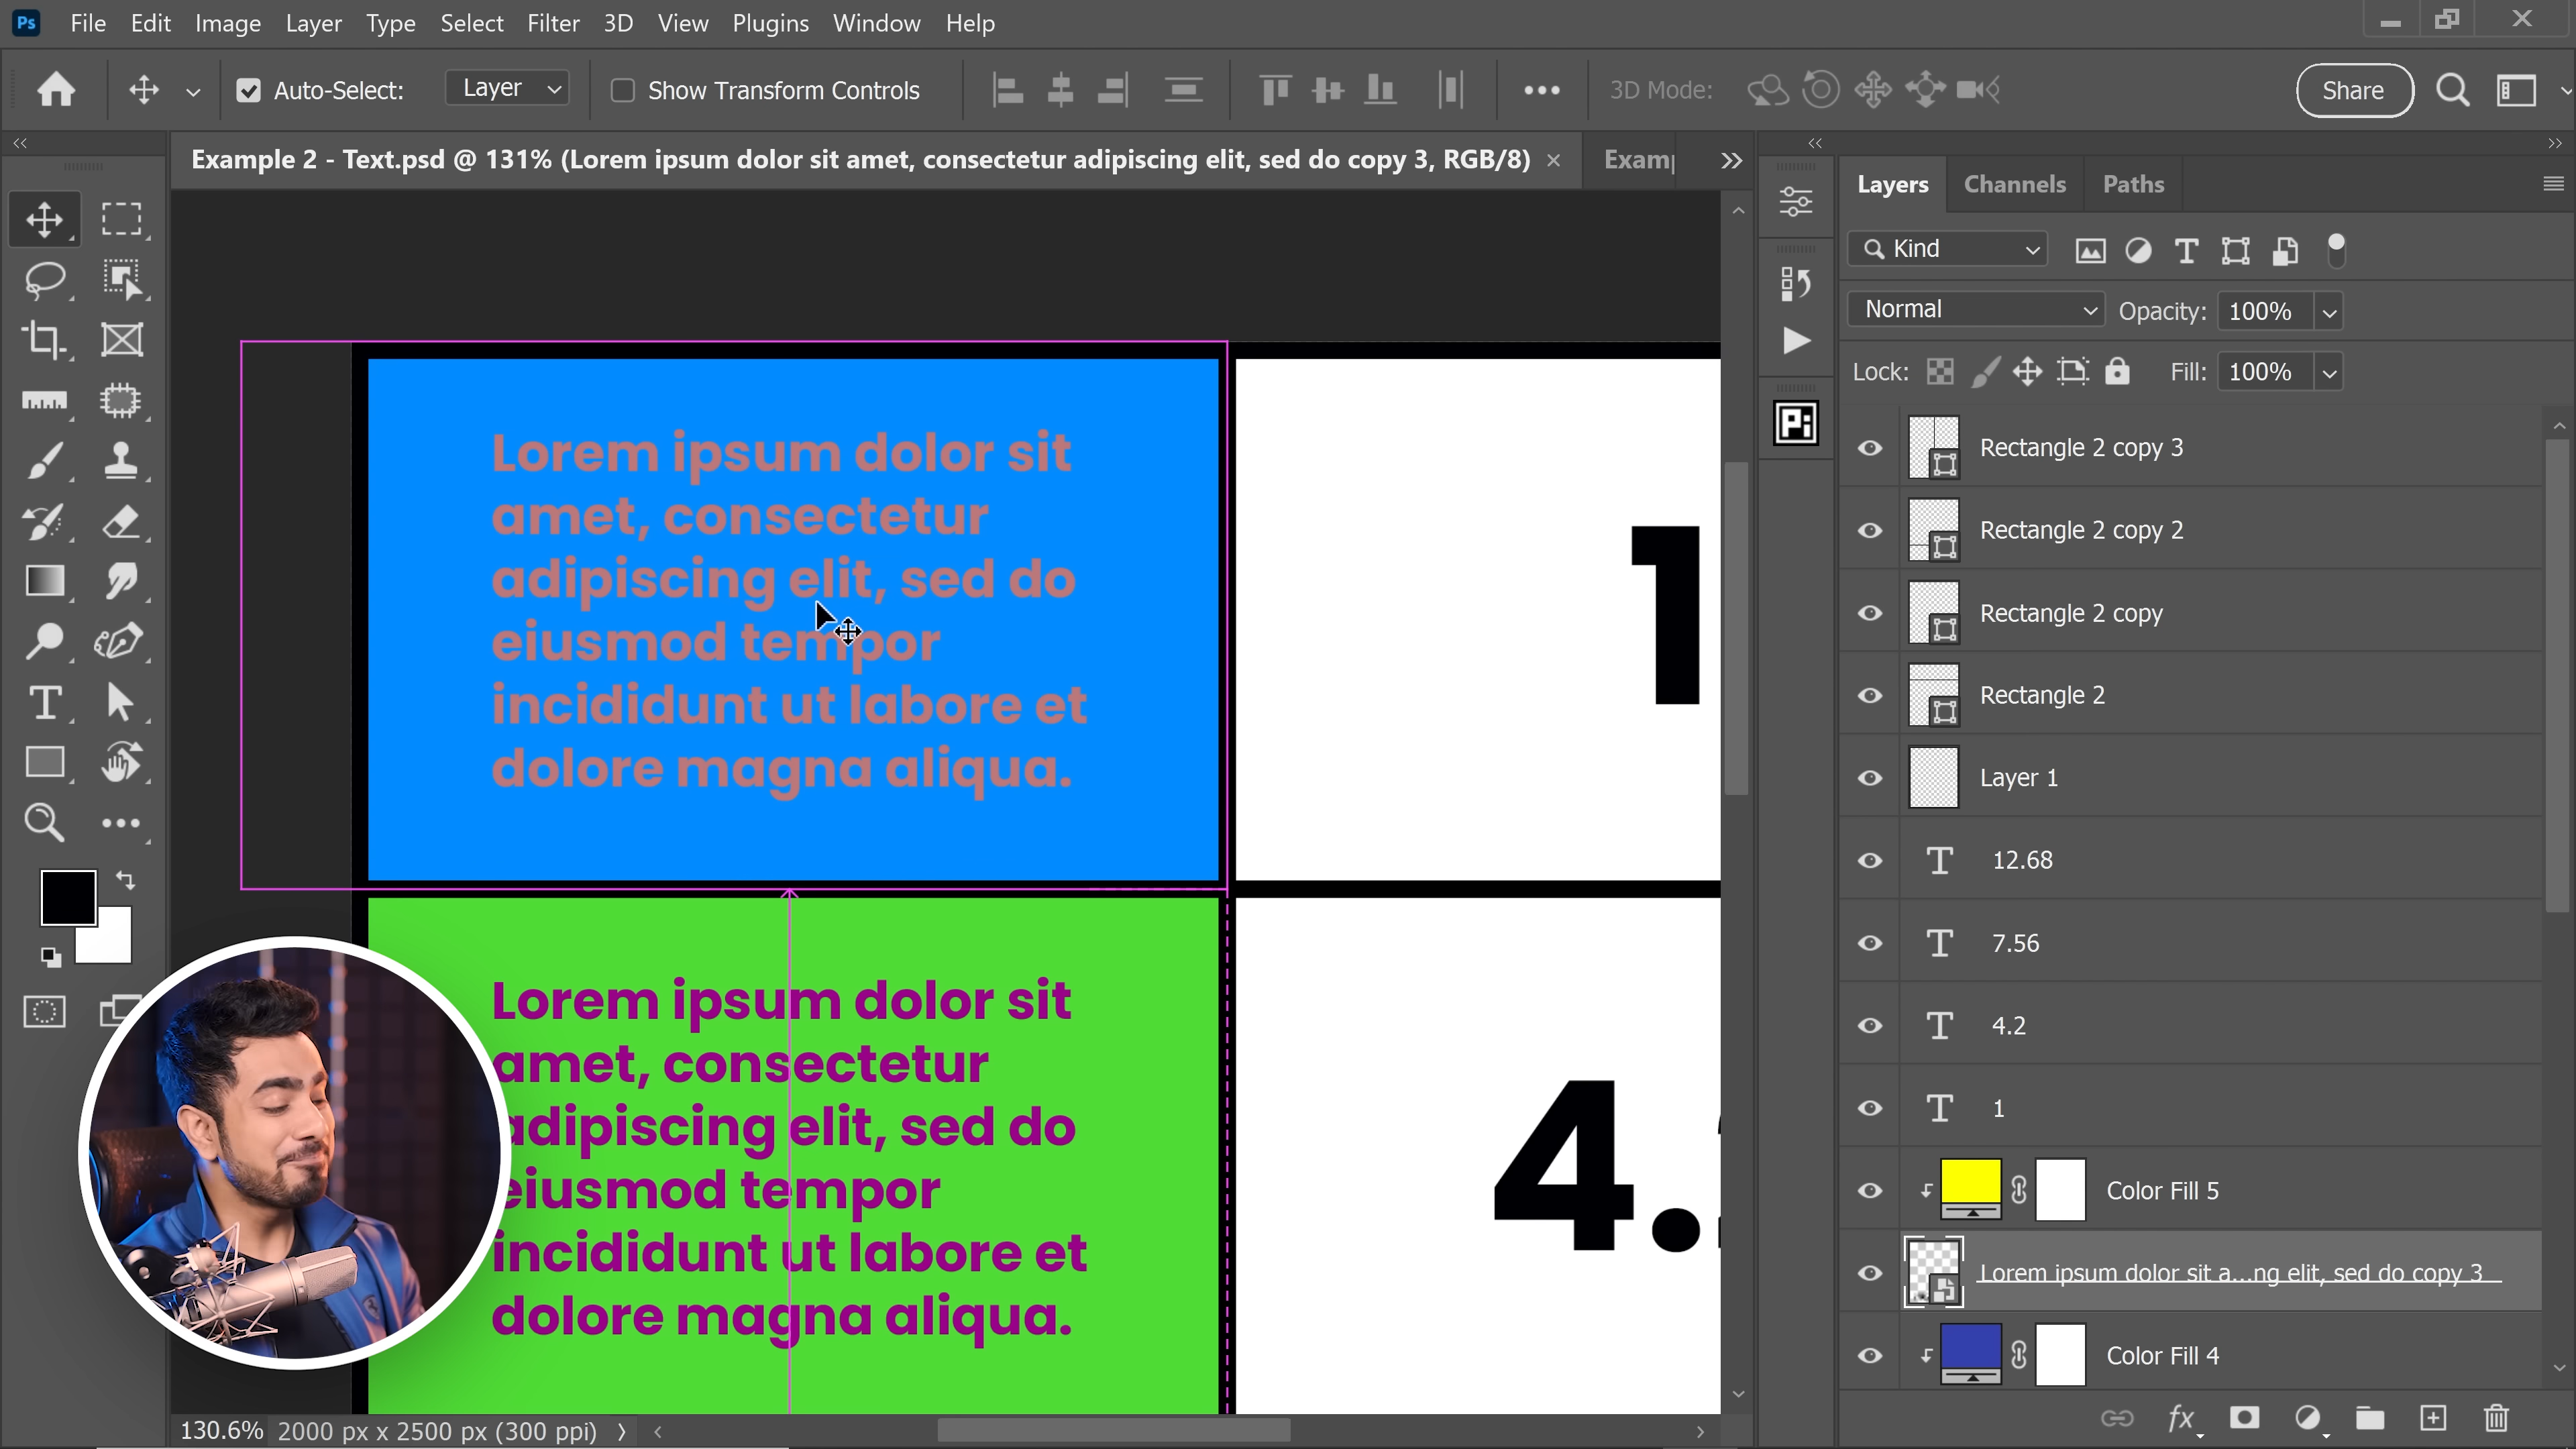 Ps File Edit Image Layer Type Select Filter 3D View Plugins Window Help
Auto-Select: Layer Show Transform Controls 3D Mode: Share
Example 2 - Text.psd @ 131% (Lorem ipsum dolor sit amet, consectetur adipiscing elit, sed do copy 3, RGB/8) ×
Lorem ipsum dolor sit
amet, consectetur
adipiscing elit, sed do
eiusmod tempor
incididunt ut labore et
dolore magna aliqua.
1
Lorem ipsum dolor sit
amet, consectetur
adipiscing elit, sed do
eiusmod tempor
incididunt ut labore et
dolore magna aliqua.
4.
130.6% 2000 px x 2500 px (300 ppi)
Pi
Layers Channels Paths
Kind
Normal Opacity: 100%
Lock: Fill: 100%
Rectangle 2 copy 3
Rectangle 2 copy 2
Rectangle 2 copy
Rectangle 2
Layer 1
12.68
7.56
4.2
1
Color Fill 5
Lorem ipsum dolor sit a...ng elit, sed do copy 3
Color Fill 4
fx